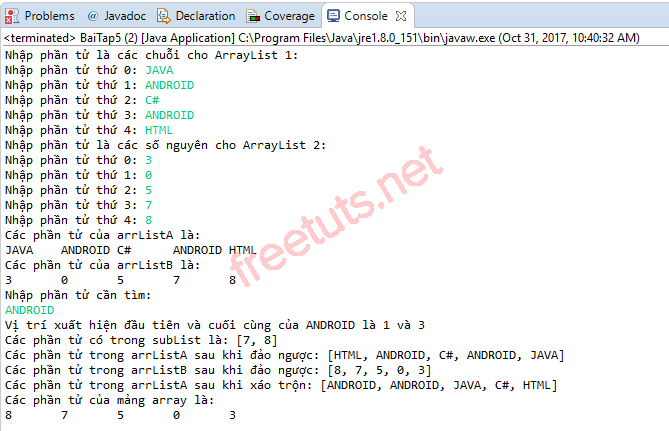 Problems @ Javadoc Declaration Coverage Console
<terminated> BaiTap5 (2) [Java Application] C:\Program Files\Java\jre1.8.0_151\bin\javaw.exe (Oct 31, 2017, 10:40:32 AM)
Nhập phần tử là các chuỗi cho ArrayList 1:
Nhập phần tử thứ 0: JAVA
Nhập phần tử thứ 1: ANDROID
Nhập phần tử thứ 2: C#
Nhập phần tử thứ 3: ANDROID
Nhập phần tử thứ 4: HTML
Nhập phần tử là các số nguyên cho ArrayList 2:
Nhập phần tử thứ 0: 3
Nhập phần tử thứ 1: 0
Nhập phần tử thứ 2: 5
Nhập phần tử thứ 3: 7
Nhập phần tử thứ 4: 8
Các phần tử của arrListA là:
JAVA ANDROID C# ANDROID HTML
Các phần tử của arrListB là:
3 0 5 7 8
Nhập phần tử cần tìm:
ANDROID
Vị trí xuất hiện đầu tiên và cuối cùng của ANDROID là 1 và 3
Các phần tử có trong subList là: [7, 8]
Các phần tử trong arrListA sau khi đảo ngược: [HTML, ANDROID, C#, ANDROID, JAVA]
Các phần tử trong arrListB sau khi đảo ngược: [8, 7, 5, 0, 3]
Các phần tử trong arrListA sau khi xáo trộn: [ANDROID, ANDROID, JAVA, C#, HTML]
Các phần tử của mảng array là:
8 7 5 0 3
freetuts.net